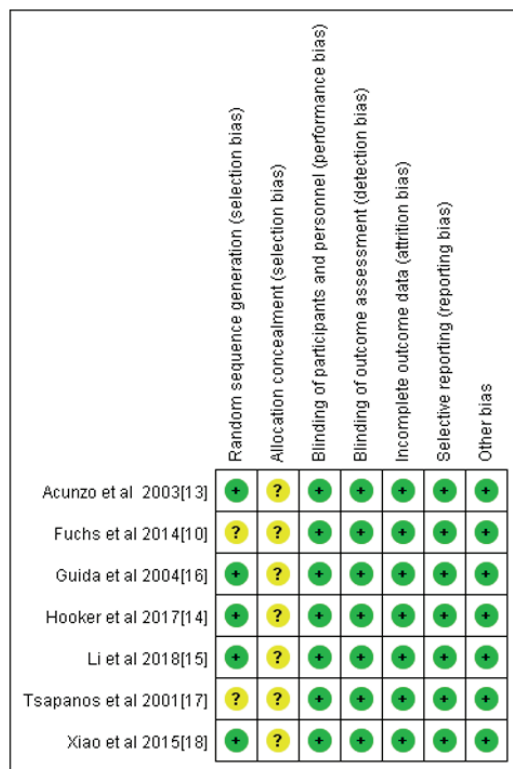 Random sequence generation (selection bias)
Allocation concealment (selection bias)
Blinding of participants and personnel (performance bias)
Blinding of outcome assessment (detection bias)
Incomplete outcome data (attrition bias)
Selective reporting (reporting bias)
Other bias
Acunzo et al 2003[13] + ? + + + + +
Fuchs et al 2014[10] ? ? + + + + +
Guida et al 2004[16] + ? + + + + +
Hooker et al 2017[14] + ? + + + + +
Li et al 2018[15] + ? + + + + +
Tsapanos et al 2001[17] ? ? + + + + +
Xiao et al 2015[18] + ? + + + + +